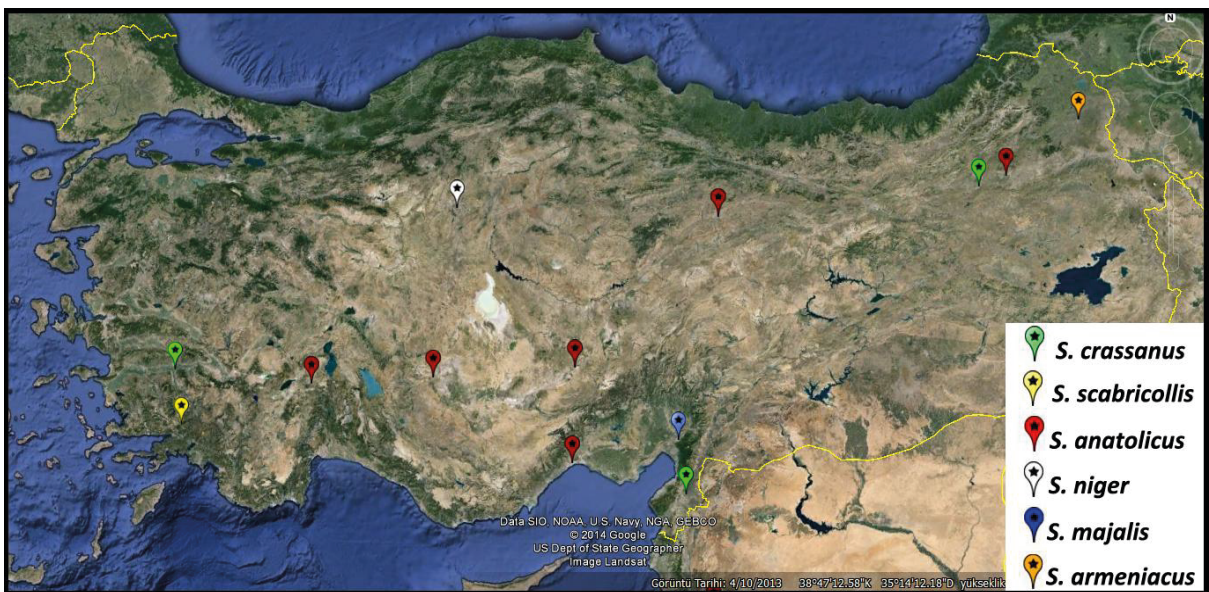 N
S. crassanus
S. scabricollis
S. anatolicus
S. niger
S. majalis
S. armeniacus
Data SIO, NOAA, U.S. Navy, NGA, GEBCO
© 2014 Google
US Dept of State Geographer
Image Landsat
Görüntü Tarihi: 4/10/2013 38°47'12.58"K 35°14'12.18"D yükseklik